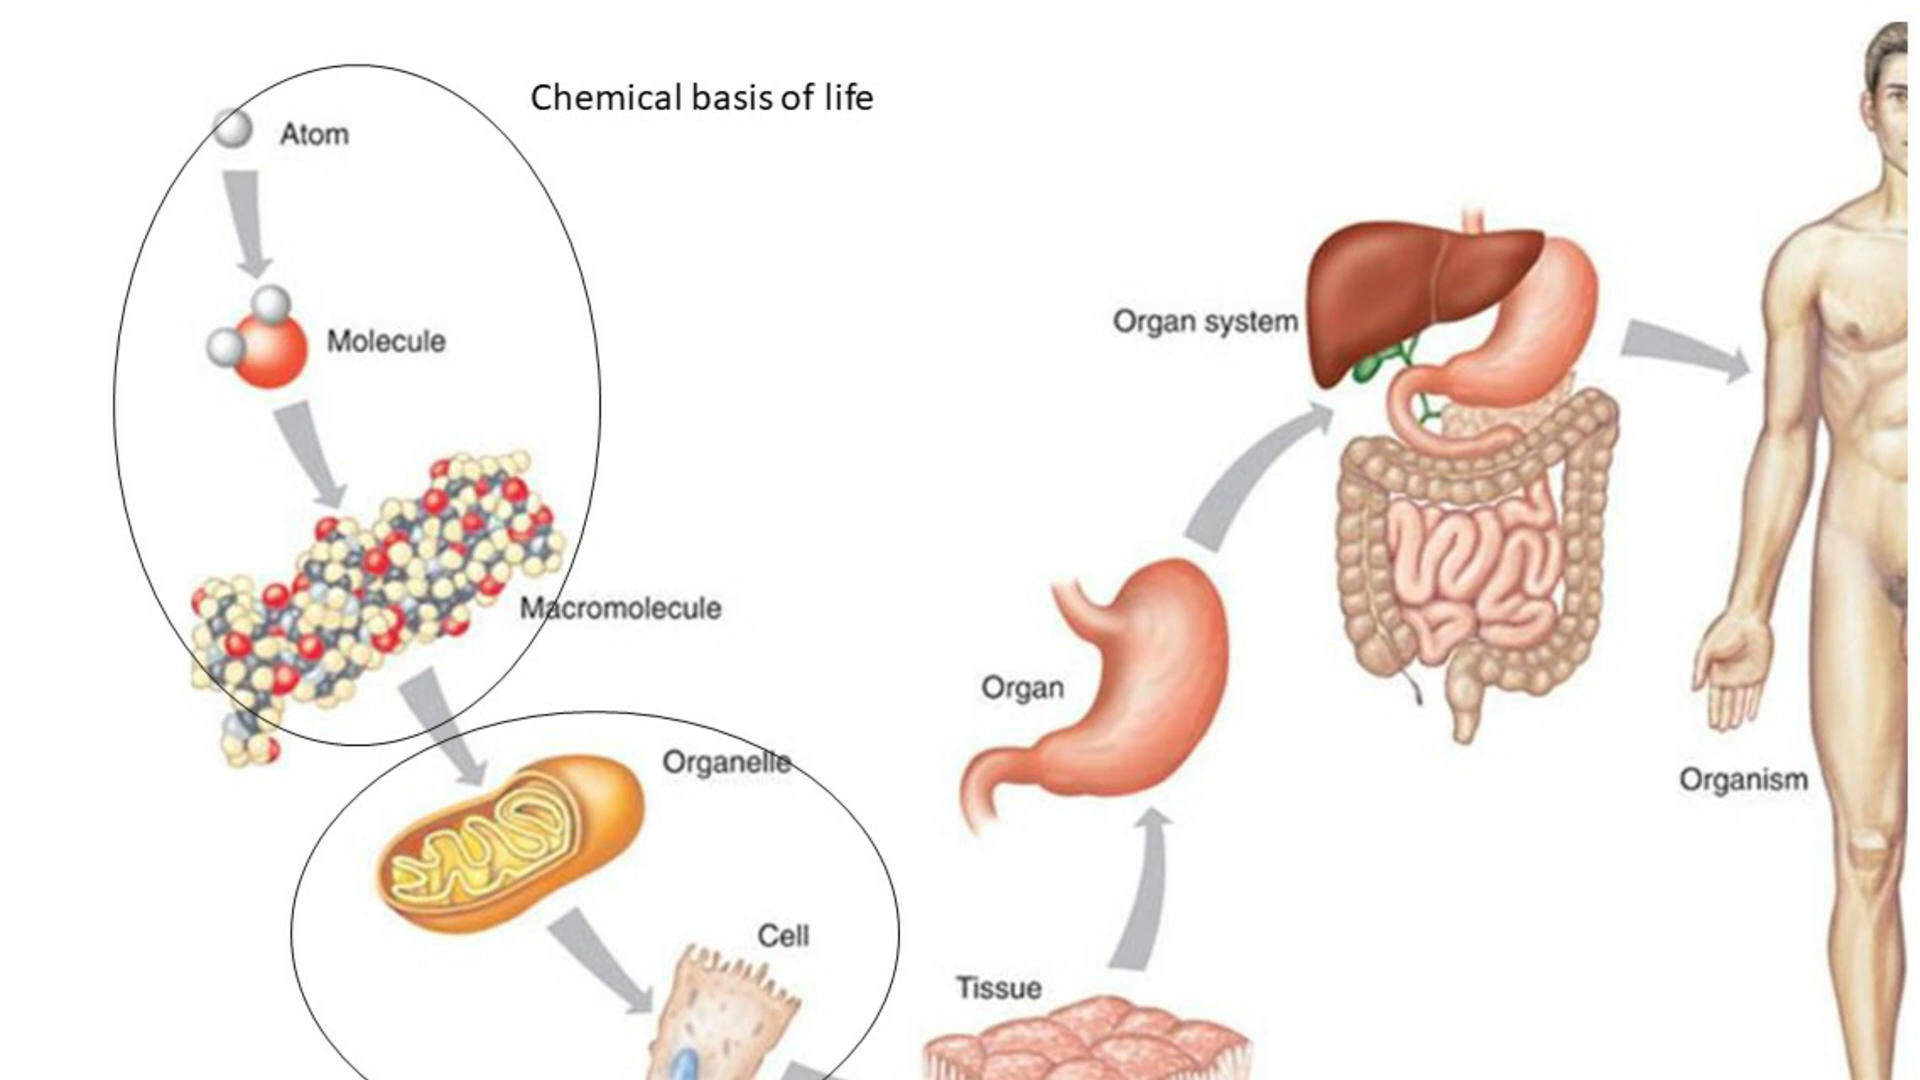 Chemical basis of life
Atom
Molecule
Macromolecule
Organelle
Cell
Tissue
Organ
Organ system
Organism